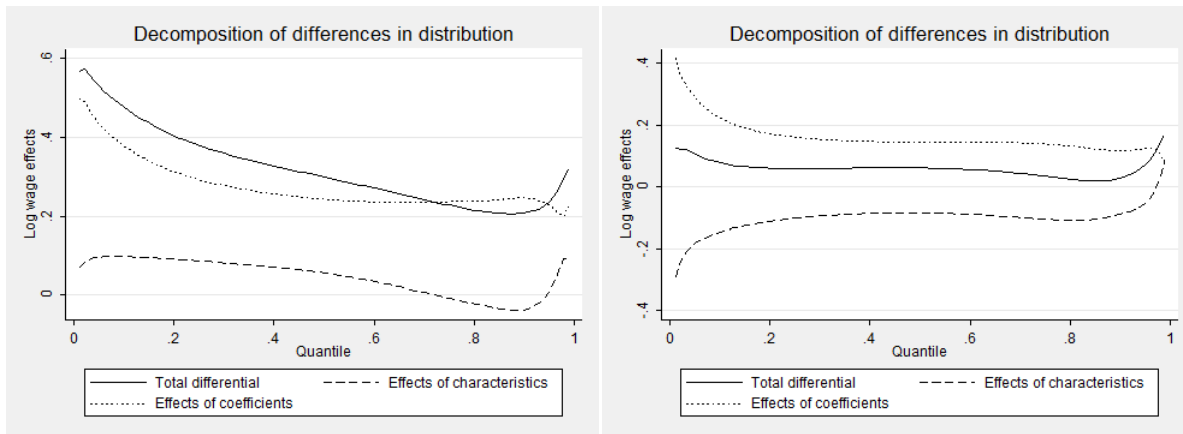 Decomposition of differences in distribution
.6
.4
.2
0
Log wage effects
0
.2
.4
.6
.8
1
Quantile
Total differential
Effects of characteristics
Effects of coefficients
Decomposition of differences in distribution
.4
.2
0
-.2
-.4
Log wage effects
0
.2
.4
.6
.8
1
Quantile
Total differential
Effects of characteristics
Effects of coefficients